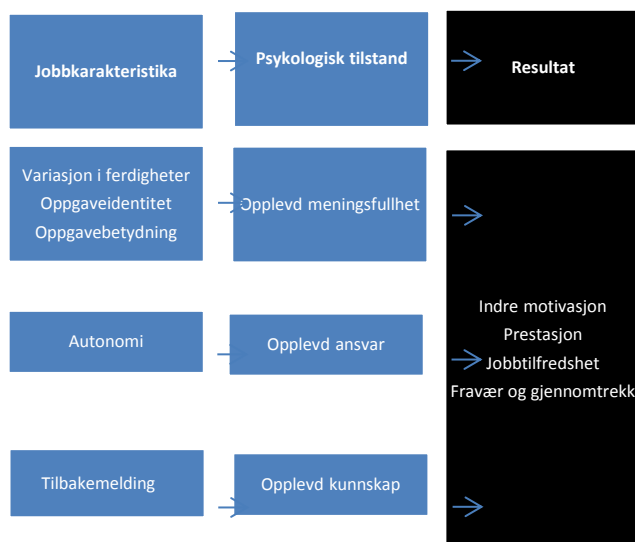 Jobbkarakteristika
Psykologisk tilstand
Resultat
Variasjon i ferdigheter
Oppgaveidentitet
Oppgavebetydning
Opplevd meningsfullhet
Autonomi
Opplevd ansvar
Tilbakemelding
Opplevd kunnskap
Indre motivasjon
Prestasjon
Jobbtilfredshet
Fravær og gjennomtrekk